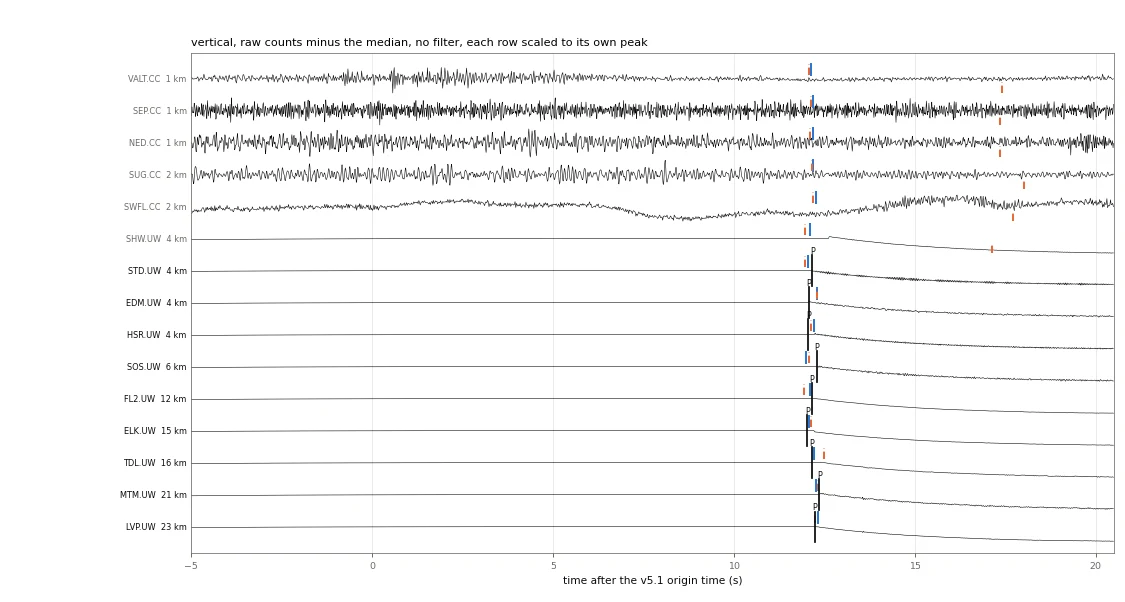 vertical, raw counts minus the median, no filter, each row scaled to its own peak
VALT.CC 1 km
SEP.CC 1 km
NED.CC 1 km
SUG.CC 2 km
SWFL.CC 2 km
SHW.UW 4 km
P
STD.UW 4 km
P
EDM.UW 4 km
P
HSR.UW 4 km
P
SOS.UW 6 km
P
FL2.UW 12 km
P
ELK.UW 15 km
P
TDL.UW 16 km
P
MTM.UW 21 km
P
LVP.UW 23 km
−5 0 5 10 15 20
time after the v5.1 origin time (s)